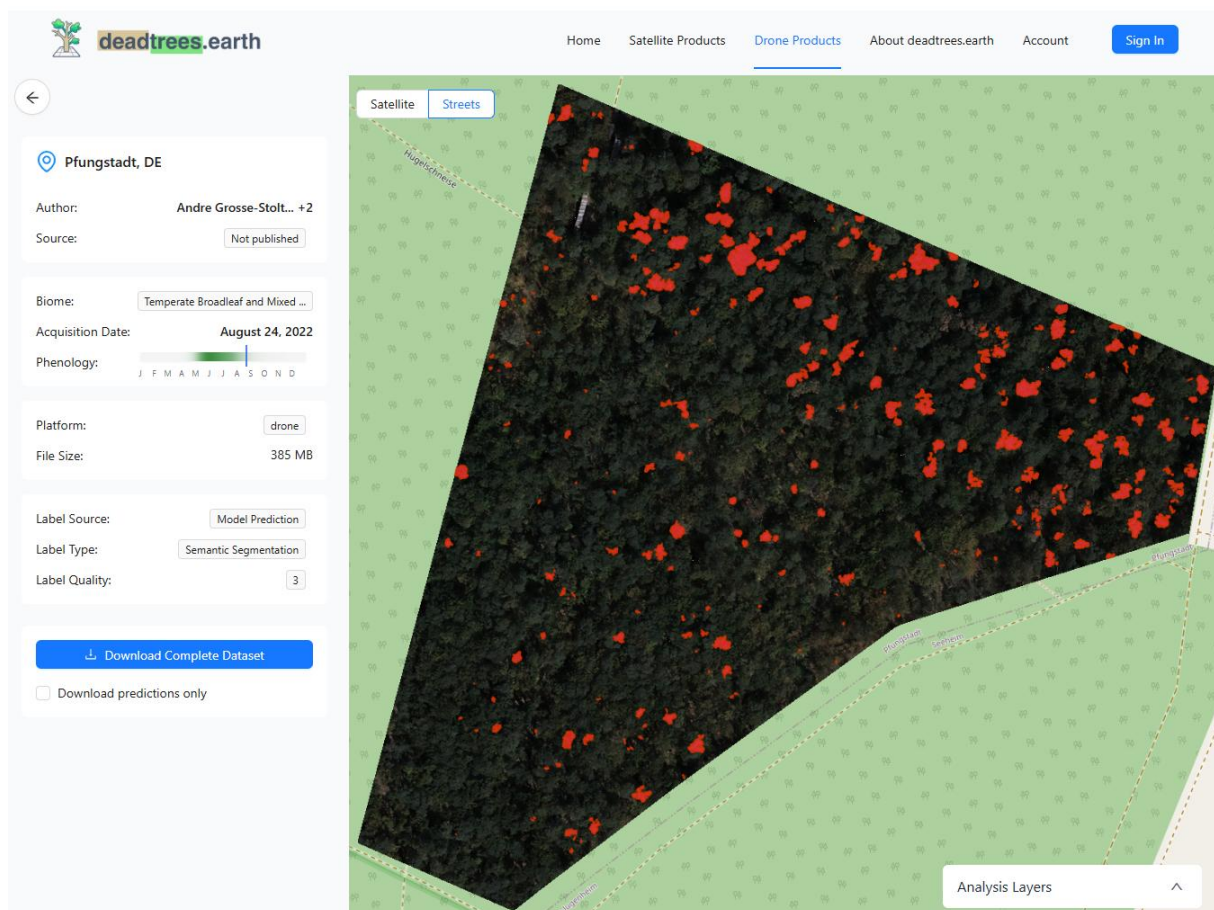 deadtrees.earth
Home Satellite Products Drone Products About deadtrees.earth Account Sign In
Satellite Streets
Pfungstadt, DE
Author: Andre Grosse-Stolt... +2
Source: Not published
Biome: Temperate Broadleaf and Mixed ...
Acquisition Date: August 24, 2022
Phenology:
J F M A M J J A S O N D
Platform: drone
File Size: 385 MB
Label Source: Model Prediction
Label Type: Semantic Segmentation
Label Quality: 3
Download Complete Dataset
Download predictions only
Hügelschneise
Pfungstadt
Pfungstadt
Seeheim
Analysis Layers